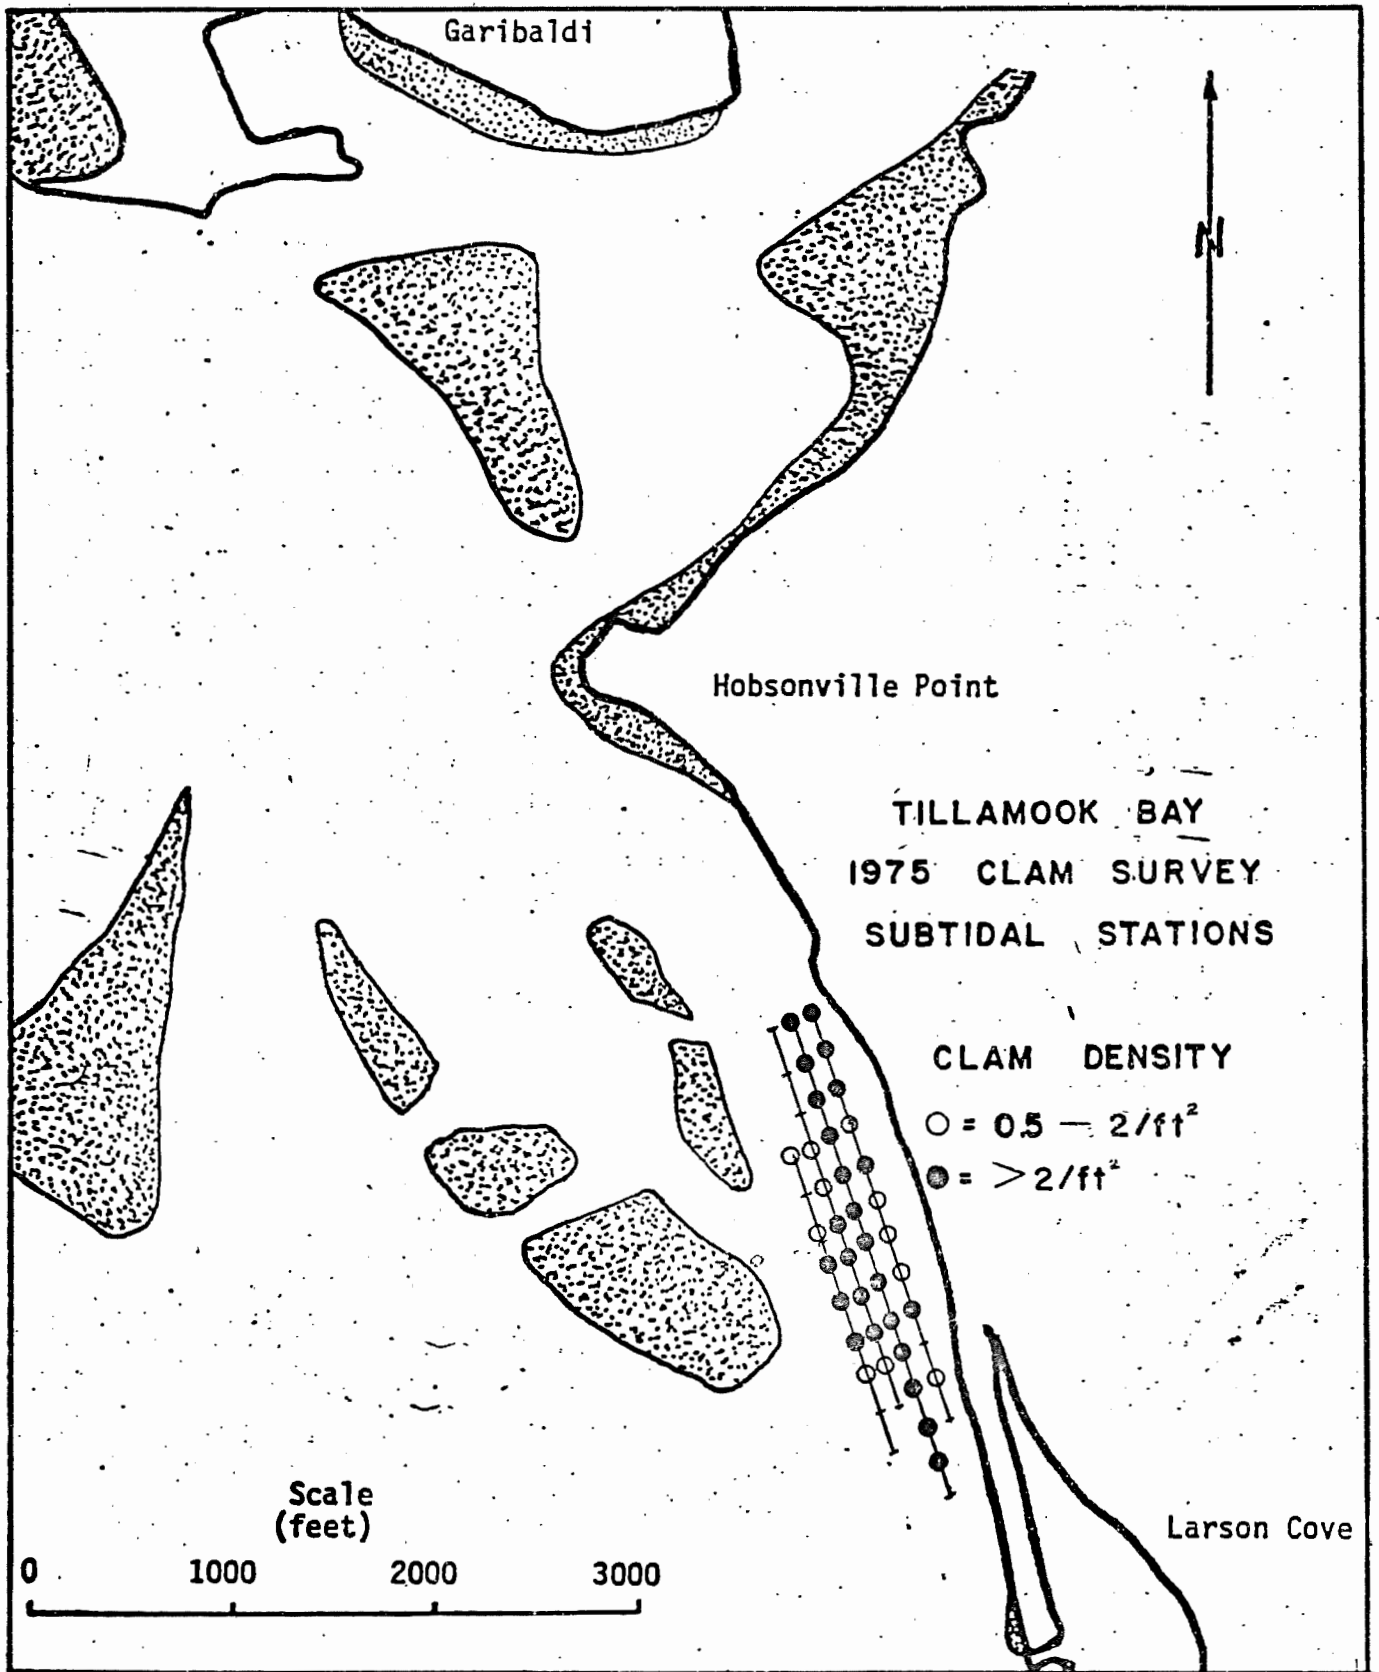 Garibaldi
N
Hobsonville Point
TILLAMOOK BAY
1975 CLAM SURVEY
SUBTIDAL STATIONS
CLAM DENSITY
○ = 0.5 — 2/ft²
● = >2/ft²
Scale
(feet)
0 1000 2000 3000
Larson Cove